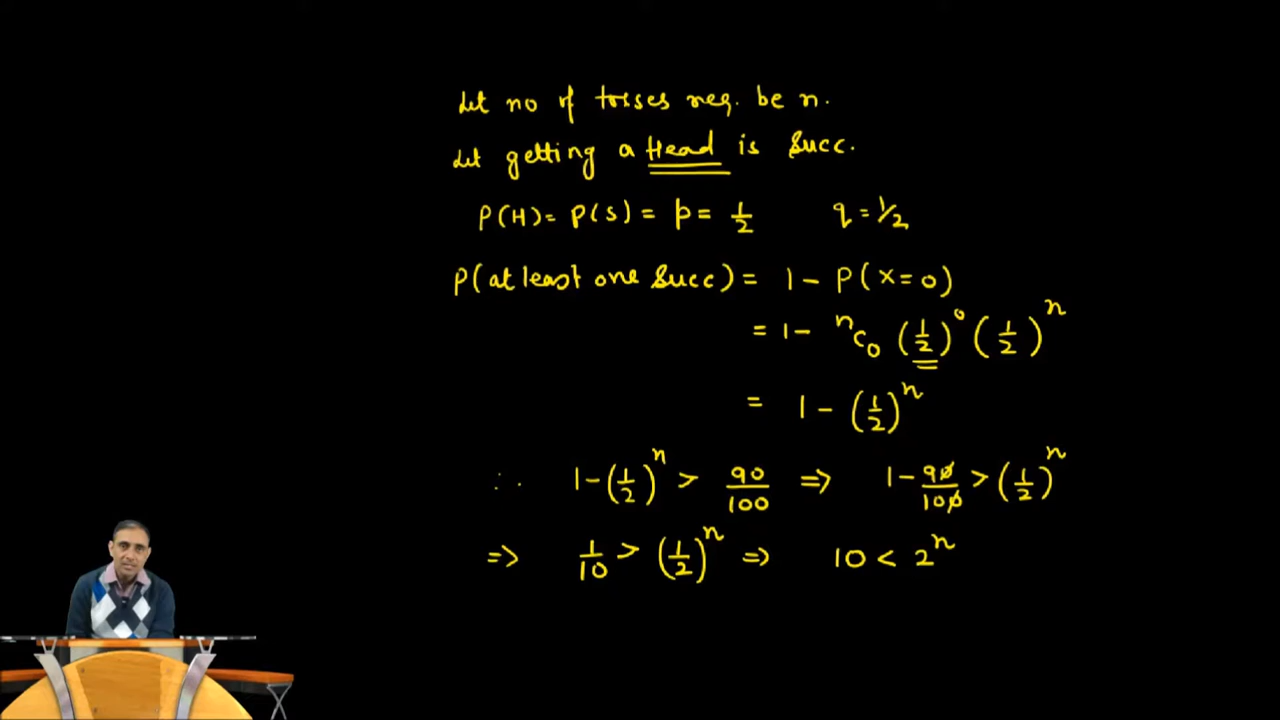 Let no of tosses req. be n.
Let getting a Head is Succ.
P(H) = P(S) = p = 1/2 q = 1/2
P(at least one Succ) = 1 - P(X=0)
= 1 - ⁿC₀ (1/2)⁰ (1/2)ⁿ
= 1 - (1/2)ⁿ
∴ 1 - (1/2)ⁿ > 90/100 ⇒ 1 - 90/100 > (1/2)ⁿ
⇒ 1/10 > (1/2)ⁿ ⇒ 10 < 2ⁿ